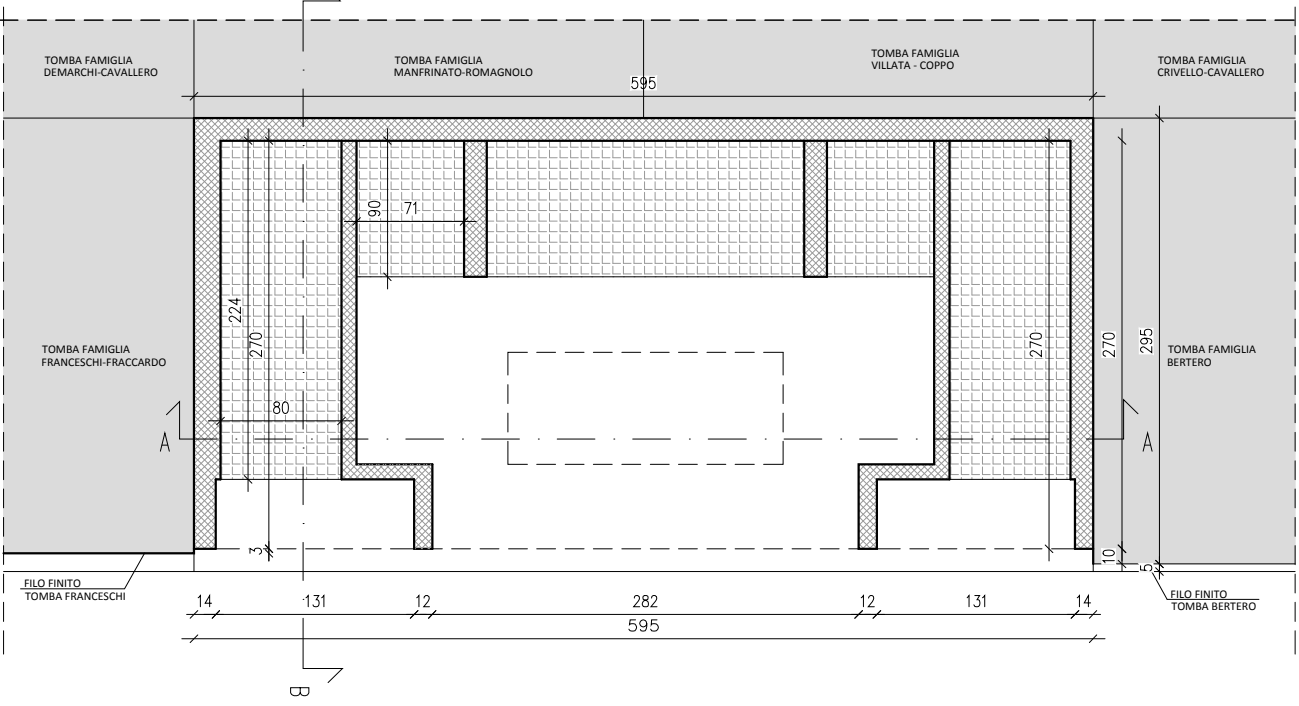 TOMBA FAMIGLIA
DEMARCHI-CAVALLERO
TOMBA FAMIGLIA
MANFRINATO-ROMAGNOLO
TOMBA FAMIGLIA
VILLATA - COPPO
TOMBA FAMIGLIA
CRIVELLO-CAVALLERO
595
90
71
224
270
270
270
295
TOMBA FAMIGLIA
FRANCESCHI-FRACCARDO
TOMBA FAMIGLIA
BERTERO
80
A
A
3
10
5
FILO FINITO
TOMBA FRANCESCHI
FILO FINITO
TOMBA BERTERO
14
131
12
282
12
131
14
595
B